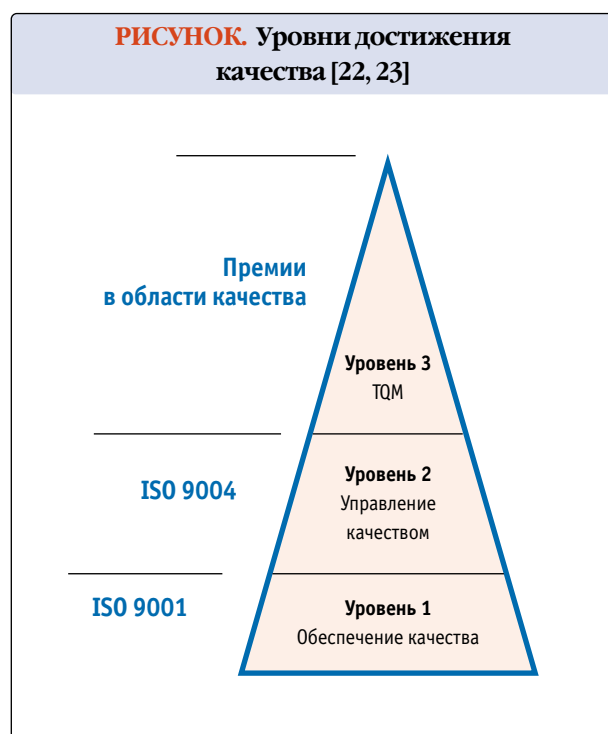 РИСУНОК. Уровни достижения
качества [22, 23]
Премии
в области качества
Уровень 3
TQM
ISO 9004
Уровень 2
Управление
качеством
ISO 9001
Уровень 1
Обеспечение качества